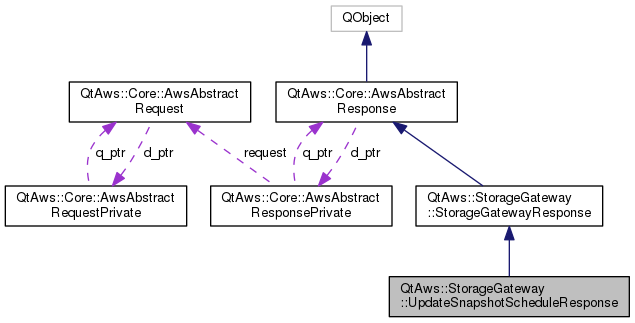 QObject
QtAws::Core::AwsAbstract
Request
QtAws::Core::AwsAbstract
Response
q_ptr
d_ptr
request
q_ptr
d_ptr
QtAws::Core::AwsAbstract
RequestPrivate
QtAws::Core::AwsAbstract
ResponsePrivate
QtAws::StorageGateway
::StorageGatewayResponse
QtAws::StorageGateway
::UpdateSnapshotScheduleResponse